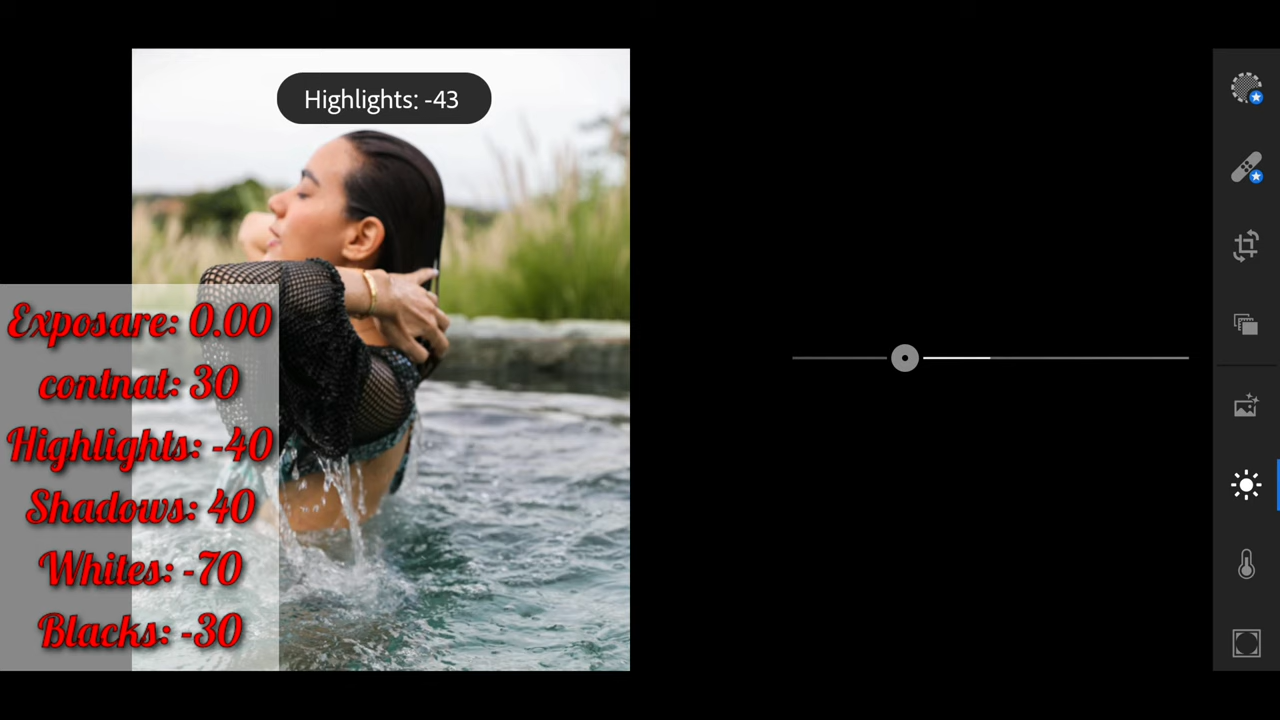 Highlights: -43
Exposare: 0.00
contnat: 30
Highlights: -40
Shadows: 40
Whites: -70
Blacks: -30